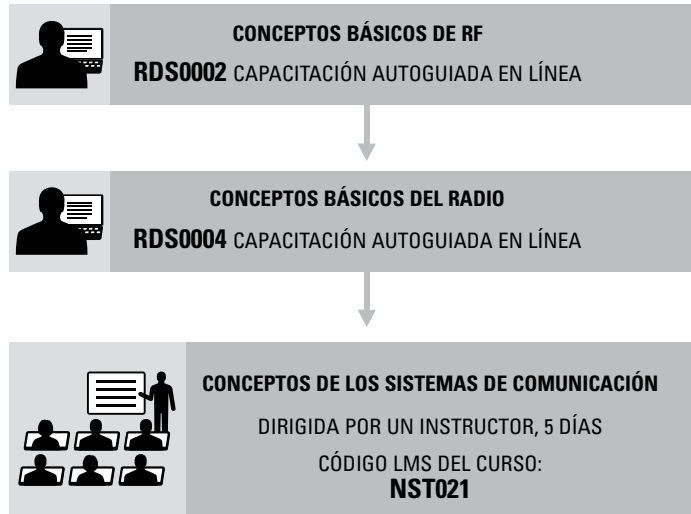 CONCEPTOS BÁSICOS DE RF
RDS0002 CAPACITACIÓN AUTOGUIADA EN LÍNEA
CONCEPTOS BÁSICOS DEL RADIO
RDS0004 CAPACITACIÓN AUTOGUIADA EN LÍNEA
CONCEPTOS DE LOS SISTEMAS DE COMUNICACIÓN
DIRIGIDA POR UN INSTRUCTOR, 5 DÍAS
CÓDIGO LMS DEL CURSO:
NST021